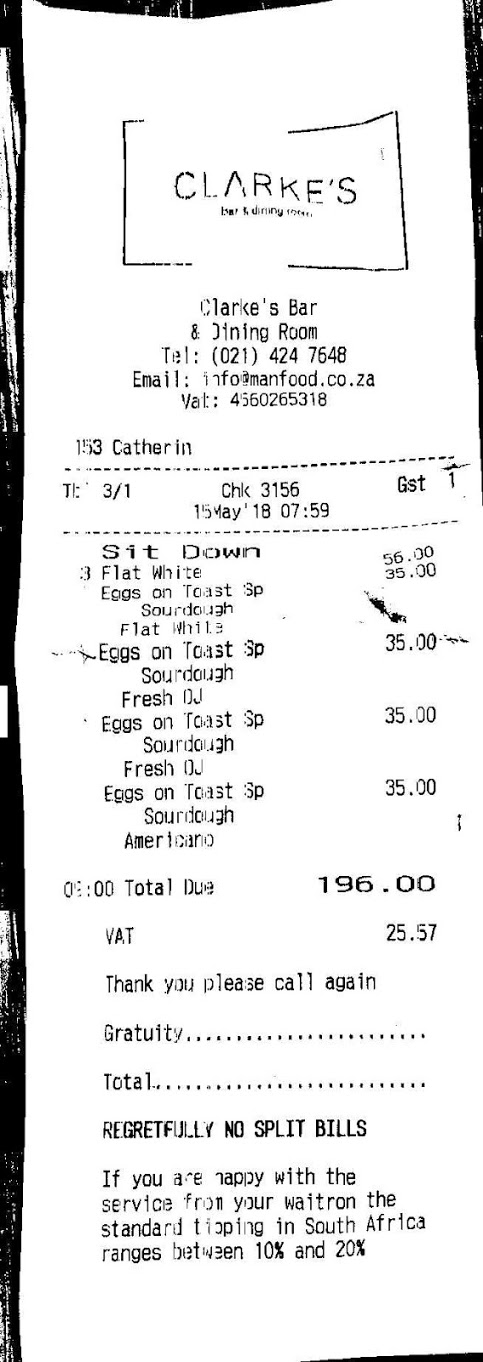 CLARKE'S
bar & dining room
Clarke's Bar
& Dining Room
Tel: (021) 424 7648
Email: info@manfood.co.za
Vat: 4560265318
153 Catherin
3/1 Chk 3156 Gst 1
15May'18 07:59
Sit Down
3 Flat White 56.00
Eggs on Toast Sp 35.00
Sourdough
Flat White
Eggs on Toast Sp 35.00
Sourdough
Fresh OJ
Eggs on Toast Sp 35.00
Sourdough
Fresh OJ
Eggs on Toast Sp 35.00
Sourdough
Americano
Total Due 196.00
VAT 25.57
Thank you please call again
Gratuity........................
Total...........................
REGRETFULLY NO SPLIT BILLS
If you are happy with the
service from your waitron the
standard tipping in South Africa
ranges between 10% and 20%